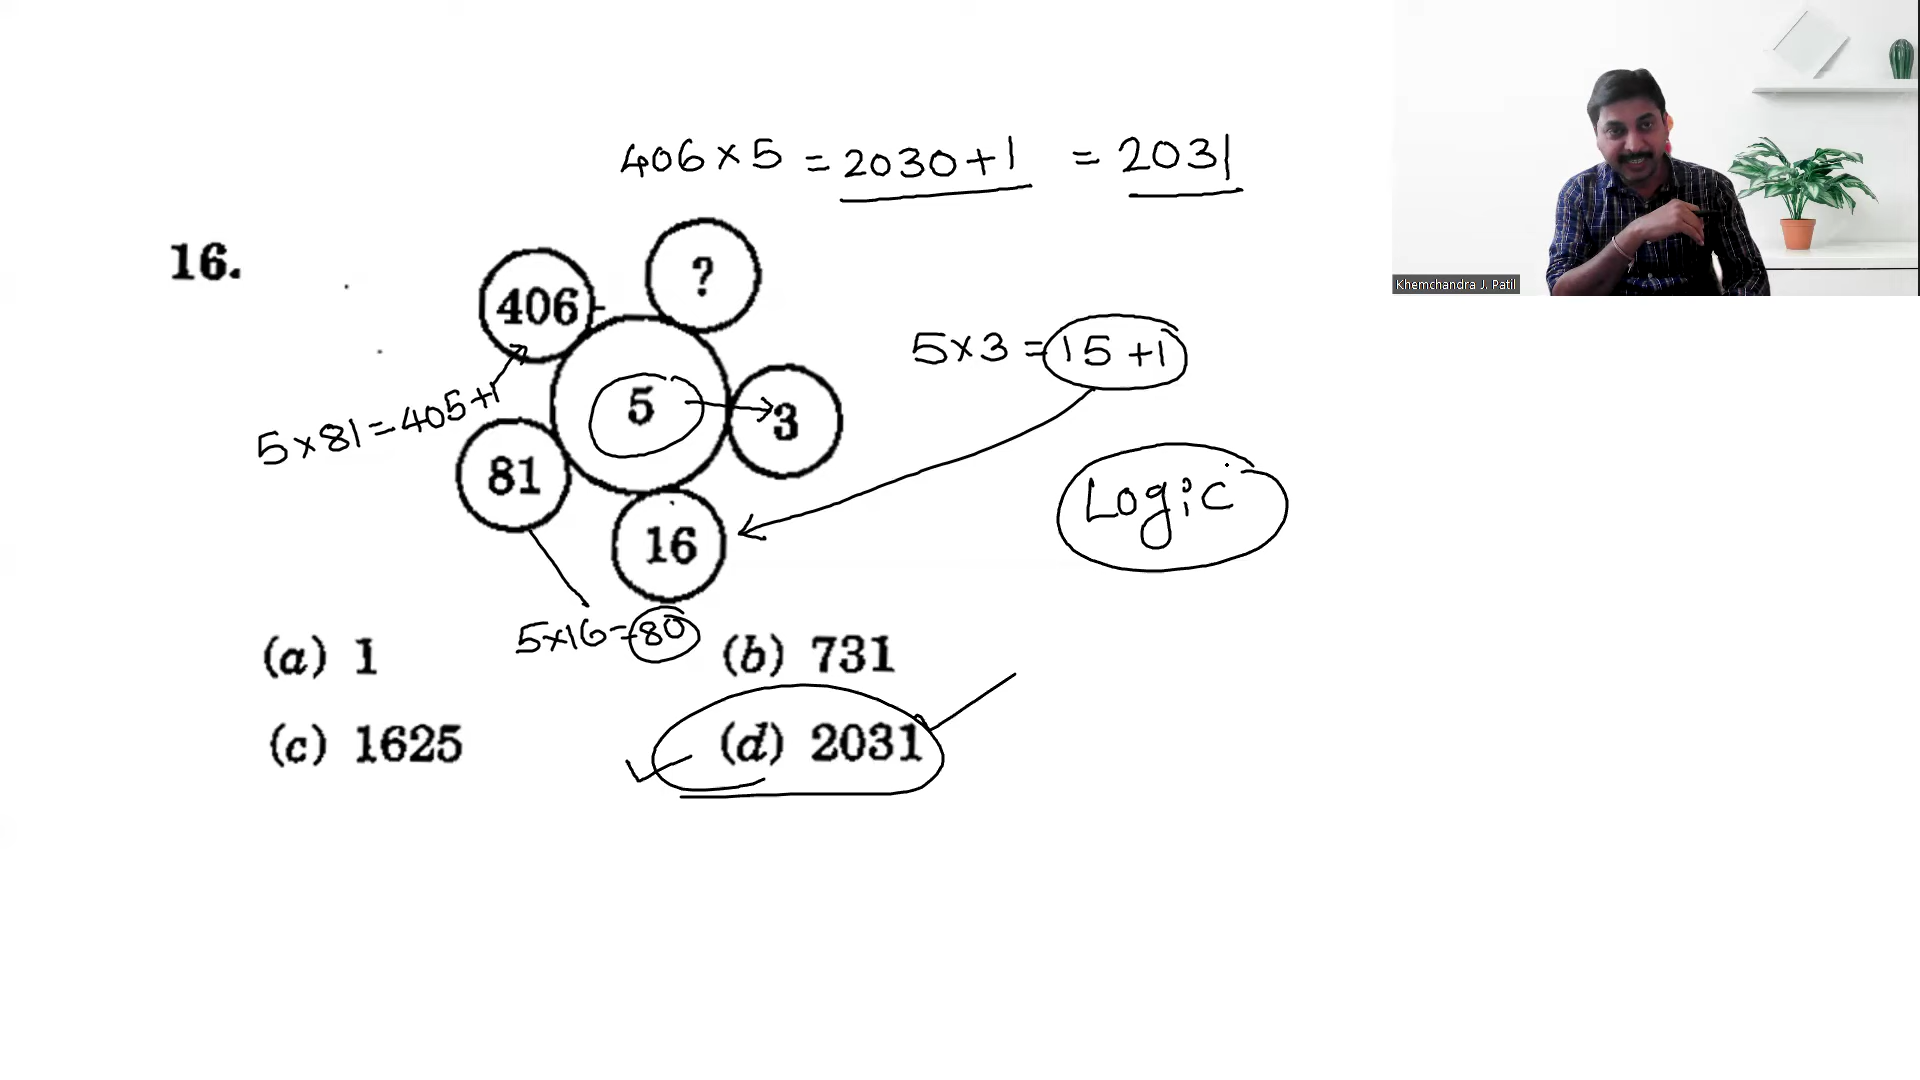 406 × 5 = 2030 + 1 = 2031
16.
406
?
5 × 3 = 15 + 1
5
3
5 × 81 = 405 + 1
81
Logic
16
5×16 = 80
(a) 1
(b) 731
(c) 1625
(d) 2031
Khemchandra J. Patil